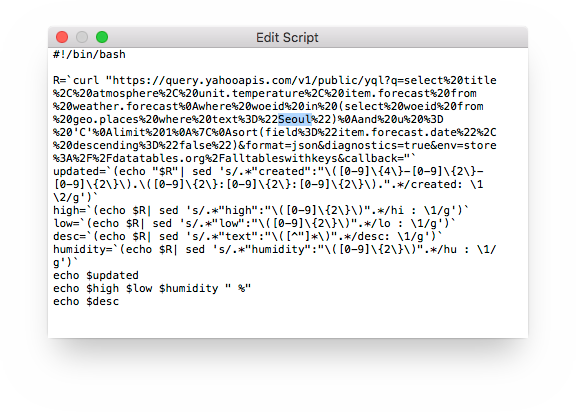 Edit Script
#!/bin/bash
R=`curl "https://query.yahooapis.com/v1/public/yql?q=select%20title
%2C%20atmosphere%2C%20unit.temperature%2C%20item.forecast%20from
%20weather.forecast%0Awhere%20woeid%20in%20(select%20woeid%20from
%20geo.places%20where%20text%3D%22Seoul%22)%0Aand%20u%20%3D
%20'C'%0Alimit%201%0A%7C%0Asort(field%3D%22item.forecast.date%22%2C
%20descending%3D%22false%22)&format=json&diagnostics=true&env=store
%3A%2F%2Fdatatables.org%2Falltableswithkeys&callback="`
updated=`(echo "$R"| sed 's/.*"created":"\([0-9]\{4\}-[0-9]\{2\}-
[0-9]\{2\}\).\([0-9]\{2\}:[0-9]\{2\}:[0-9]\{2\}\).".*/created: \1
\2/g')`
high=`(echo $R| sed 's/.*"high":"\([0-9]\{2\}\)".*/hi : \1/g')`
low=`(echo $R| sed 's/.*"low":"\([0-9]\{2\}\)".*/lo : \1/g')`
desc=`(echo $R| sed 's/.*"text":"\([^"]*\)".*/desc: \1/g')`
humidity=`(echo $R| sed 's/.*"humidity":"\([0-9]\{2\}\)".*/hu : \1/
g')`
echo $updated
echo $high $low $humidity " %"
echo $desc